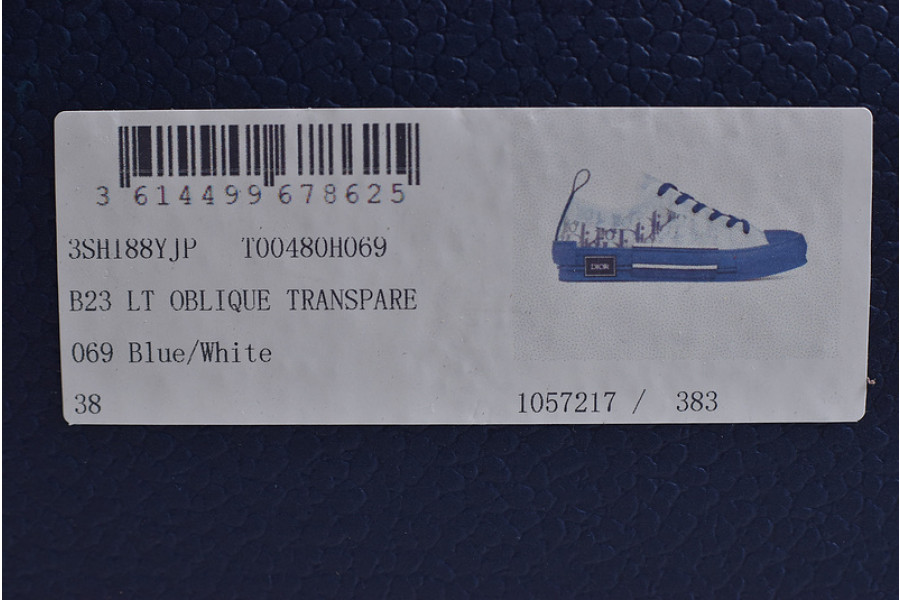 3 614499 678625
3SH188YJP T00480H069
B23 LT OBLIQUE TRANSPARE
069 Blue/White
38
DIOR
1057217 / 383